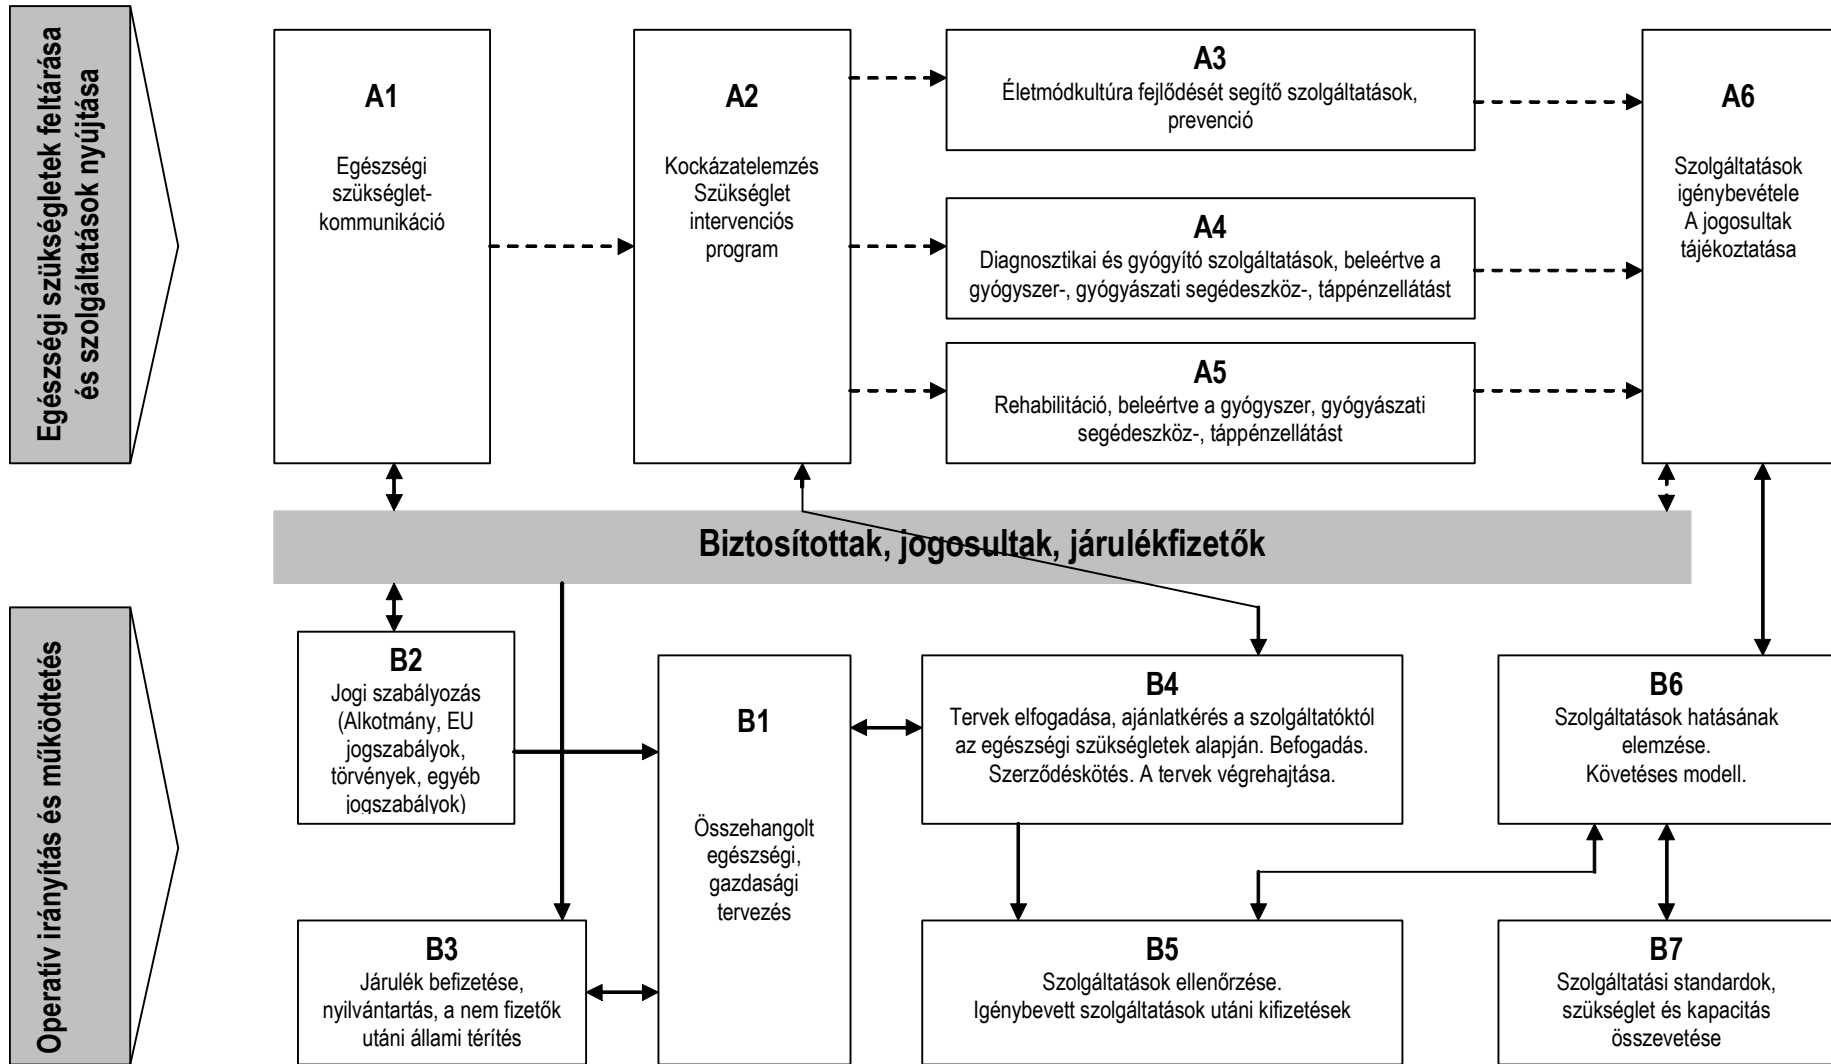 Egészségi szükségletek feltárása
és szolgáltatások nyújtása
A1
Egészségi
szükséglet-
kommunikáció
A2
Kockázatelemzés
Szükséglet
intervenciós
program
A3
Életmódkultúra fejlődését segítő szolgáltatások,
prevenció
A4
Diagnosztikai és gyógyító szolgáltatások, beleértve a
gyógyszer-, gyógyászati segédeszköz-, táppénzellátást
A5
Rehabilitáció, beleértve a gyógyszer, gyógyászati
segédeszköz-, táppénzellátást
A6
Szolgáltatások
igénybevétele
A jogosultak
tájékoztatása
Biztosítottak, jogosultak, járulékfizetők
Operatív irányítás és működtetés
B2
Jogi szabályozás
(Alkotmány, EU
jogszabályok,
törvények, egyéb
jogszabályok)
B1
Összehangolt
egészségi,
gazdasági
tervezés
B4
Tervek elfogadása, ajánlatkérés a szolgáltatóktól
az egészségi szükségletek alapján. Befogadás.
Szerződéskötés. A tervek végrehajtása.
B6
Szolgáltatások hatásának
elemzése.
Követéses modell.
B3
Járulék befizetése,
nyilvántartás, a nem fizetők
utáni állami térítés
B5
Szolgáltatások ellenőrzése.
Igénybevett szolgáltatások utáni kifizetések
B7
Szolgáltatási standardok,
szükséglet és kapacitás
összevetése